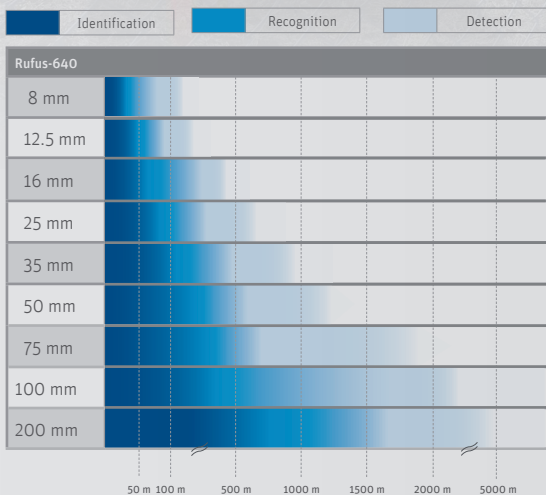 Identification Recognition Detection
Rufus-640
8 mm
12.5 mm
16 mm
25 mm
35 mm
50 mm
75 mm
100 mm
200 mm
50 m 100 m 500 m 1000 m 1500 m 2000 m 5000 m